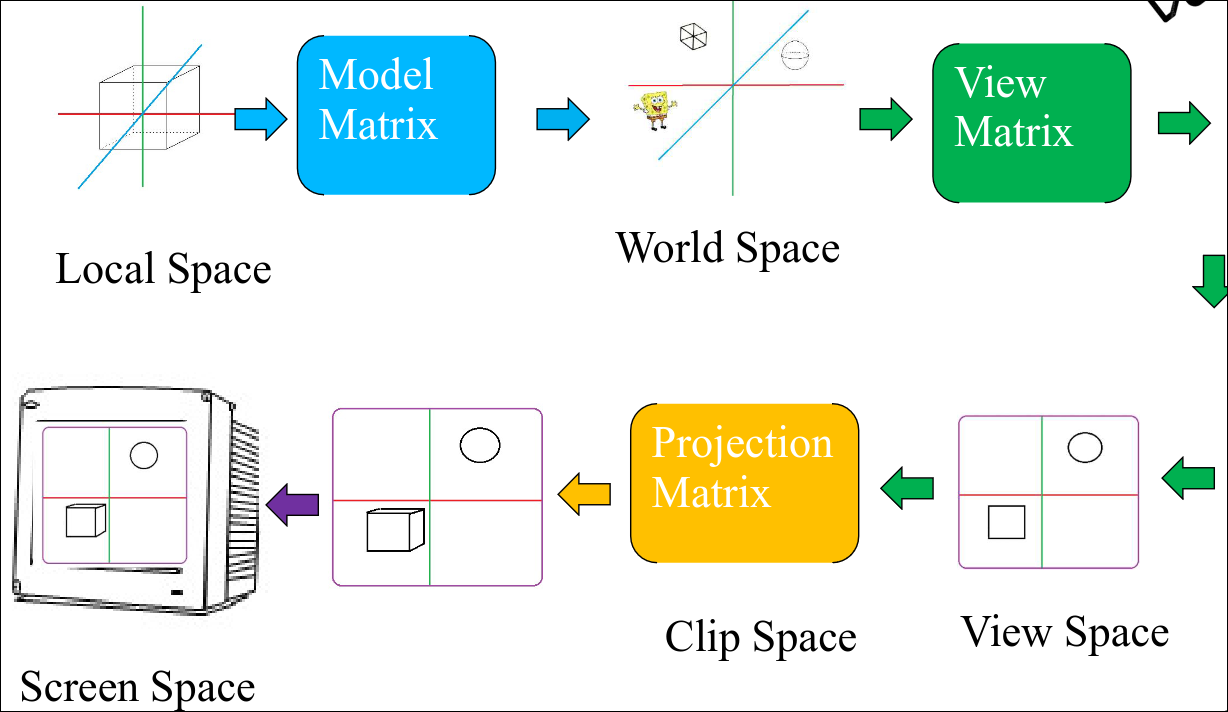 Model
Matrix
View
Matrix
Local Space
World Space
Projection
Matrix
Clip Space
View Space
Screen Space